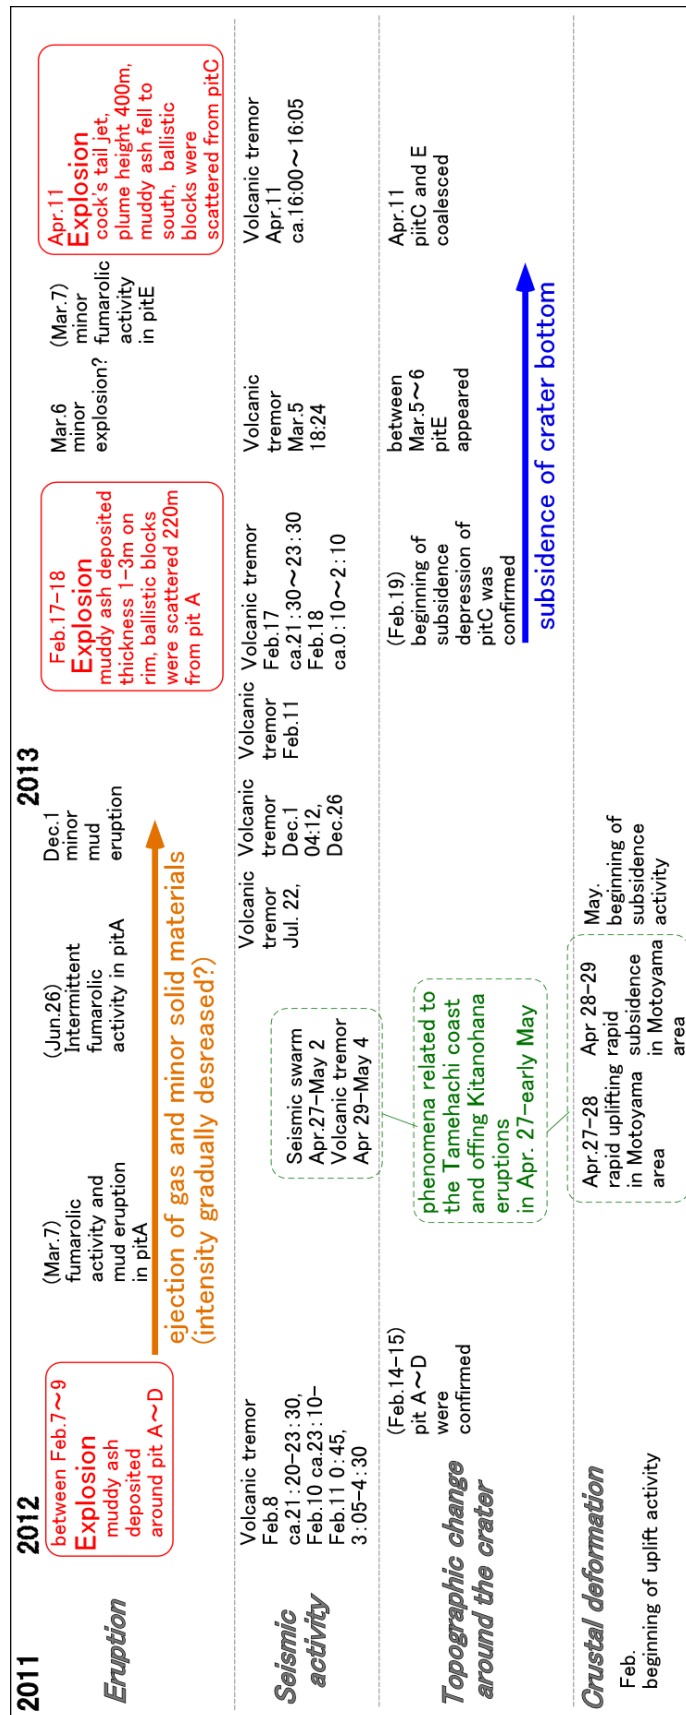 2011
2012
2013
Eruption
between Feb.7〜9
Explosion
muddy ash
deposited
around pit A〜D
(Mar.7)
fumarolic
activity and
mud eruption
in pitA
(Jun.26)
Intermittent
fumarolic
activity in pitA
Dec.1
minor
mud
eruption
ejection of gas and minor solid materials
(intensity gradually desreased?)
Feb.17-18
Explosion
muddy ash deposited
thickness 1-3m on
rim, ballistic blocks
were scattered 220m
from pit A
Mar.6
minor
explosion?
(Mar.7)
minor
fumarolic
activity
in pitE
Apr.11
Explosion
cock's tail jet,
plume height 400m,
muddy ash fell to
south, ballistic
blocks were
scattered from pitC
Seismic
activity
Volcanic tremor
Feb.8
ca.21:20-23:30,
Feb.10 ca.23:10-
Feb.11 0:45,
3:05-4:30
Seismic swarm
Apr.27-May 2
Volcanic tremor
Apr 29-May 4
Volcanic
tremor
Jul. 22,
Volcanic
tremor
Dec.1
04:12,
Dec.26
Volcanic
tremor
Feb.11
Volcanic tremor
Feb.17
ca.21:30〜23:30
Feb.18
ca.0:10〜2:10
Volcanic
tremor
Mar.5
18:24
Volcanic tremor
Apr.11
ca.16:00〜16:05
Topographic change
around the crater
(Feb.14-15)
pit A〜D
were
confirmed
phenomena related to
the Tamehachi coast
and offing Kitanohana
eruptions
in Apr. 27-early May
(Feb.19)
beginning of
subsidence
depression of
pitC was
confirmed
between
Mar.5〜6
pitE
appeared
Apr.11
piitC and E
coalesced
subsidence of crater bottom
Crustal deformation
Feb.
beginning of uplift activity
Apr.27-28
rapid uplifting
in Motoyama
area
Apr 28-29
rapid
subsidence
in Motoyama
area
May.
beginning of
subsidence
activity